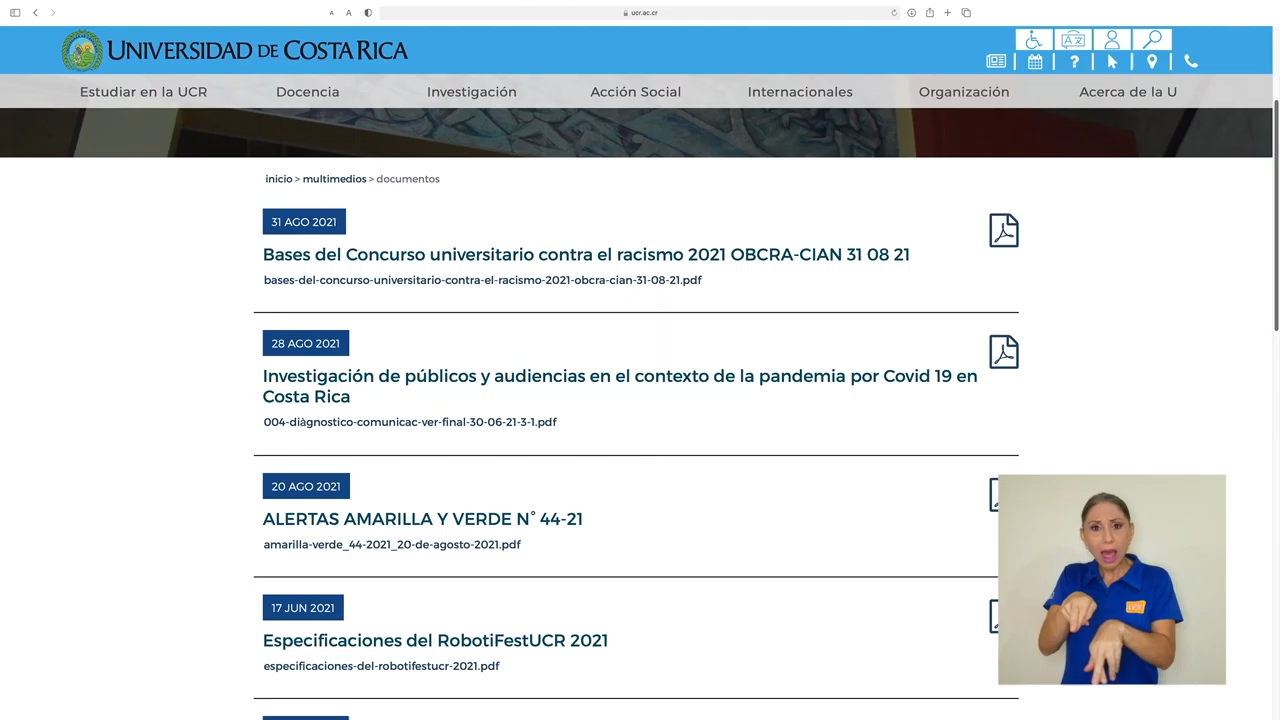 A A ucr.ac.cr
UNIVERSIDAD DE COSTA RICA
Estudiar en la UCR Docencia Investigación Acción Social Internacionales Organización Acerca de la U
inicio > multimedios > documentos
31 AGO 2021
Bases del Concurso universitario contra el racismo 2021 OBCRA-CIAN 31 08 21
bases-del-concurso-universitario-contra-el-racismo-2021-obcra-cian-31-08-21.pdf
28 AGO 2021
Investigación de públicos y audiencias en el contexto de la pandemia por Covid 19 en
Costa Rica
004-diàgnostico-comunicac-ver-final-30-06-21-3-1.pdf
20 AGO 2021
ALERTAS AMARILLA Y VERDE N° 44-21
amarilla-verde_44-2021_20-de-agosto-2021.pdf
17 JUN 2021
Especificaciones del RobotiFestUCR 2021
especificaciones-del-robotifestucr-2021.pdf